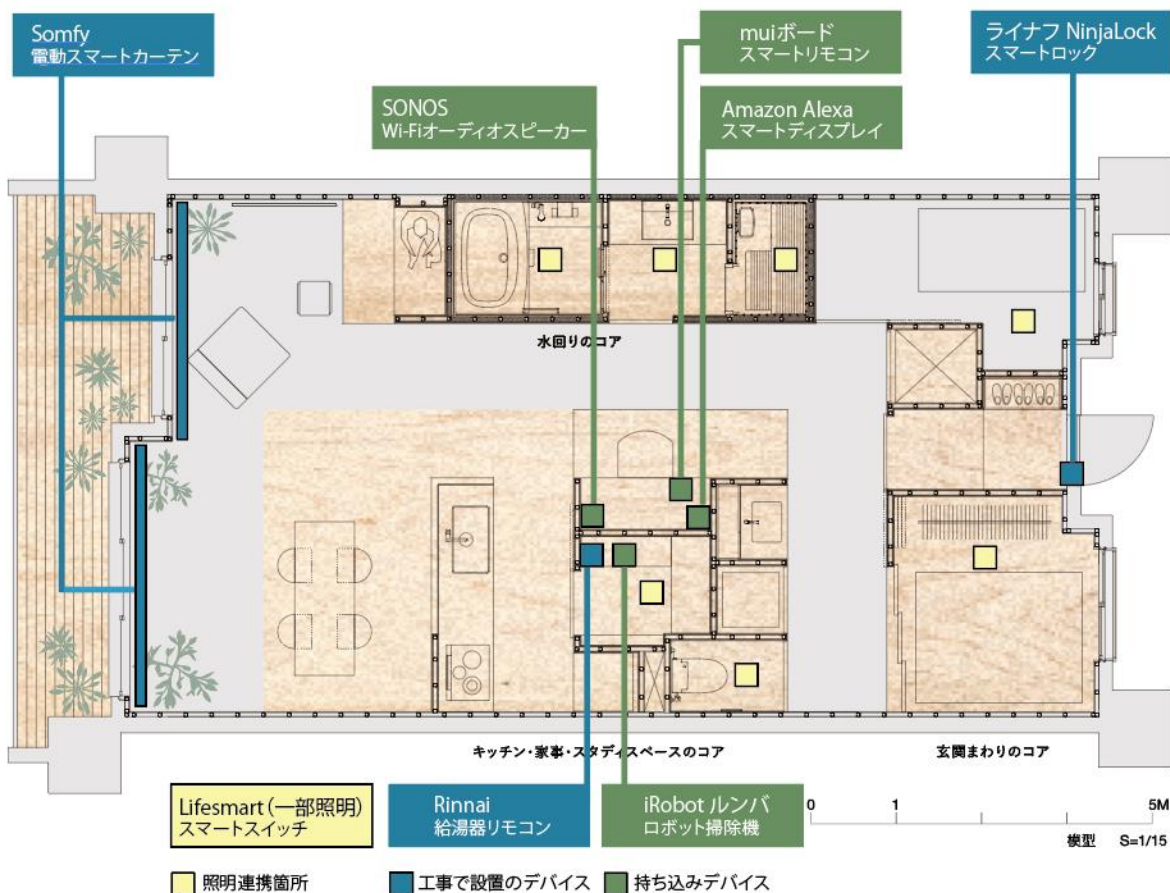 Somfy
電動スマートカーテン
muiボード
スマートリモコン
ライナフ NinjaLock
スマートロック
SONOS
Wi-Fiオーディオスピーカー
Amazon Alexa
スマートディスプレイ
水回りのコア
キッチン・家事・スタディスペースのコア
玄関まわりのコア
Lifesmart(一部照明)
スマートスイッチ
Rinnai
給湯器リモコン
iRobot ルンバ
ロボット掃除機
0 1 5M
模型 S=1/15
照明連携箇所
工事で設置のデバイス
持ち込みデバイス